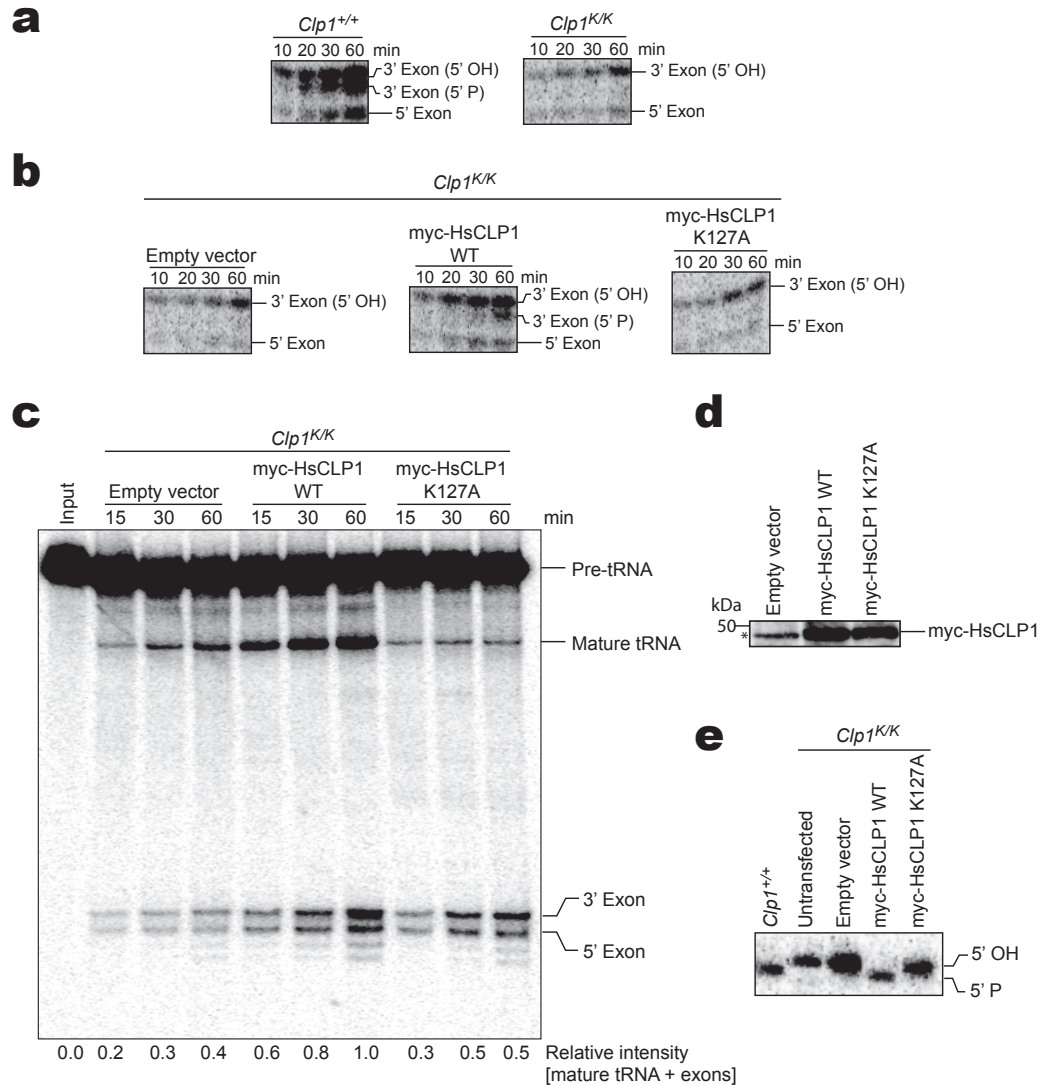 a
Clp1+/+
10 20 30 60 min
3’ Exon (5’ OH)
3’ Exon (5’ P)
5’ Exon
Clp1K/K
10 20 30 60 min
3’ Exon (5’ OH)
5’ Exon
b
Clp1K/K
Empty vector
10 20 30 60 min
3’ Exon (5’ OH)
5’ Exon
myc-HsCLP1
WT
10 20 30 60 min
3’ Exon (5’ OH)
3’ Exon (5’ P)
5’ Exon
myc-HsCLP1
K127A
10 20 30 60 min
3’ Exon (5’ OH)
5’ Exon
c
Clp1K/K
Input
Empty vector
myc-HsCLP1
WT
myc-HsCLP1
K127A
15 30 60 15 30 60 15 30 60 min
Pre-tRNA
Mature tRNA
3’ Exon
5’ Exon
0.0 0.2 0.3 0.4 0.6 0.8 1.0 0.3 0.5 0.5 Relative intensity
[mature tRNA + exons]
d
Empty vector
myc-HsCLP1 WT
myc-HsCLP1 K127A
kDa
50
*
myc-HsCLP1
e
Clp1K/K
Clp1+/+
Untransfected
Empty vector
myc-HsCLP1 WT
myc-HsCLP1 K127A
5’ OH
5’ P